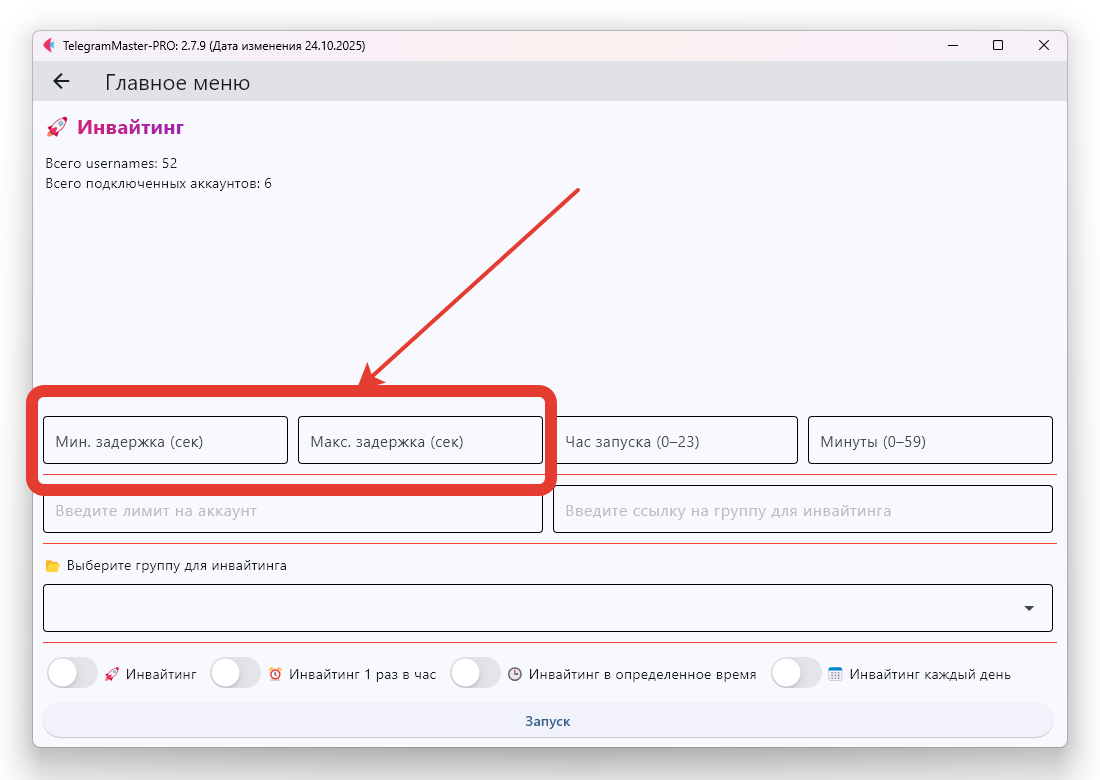 TelegramMaster-PRO: 2.7.9 (Дата изменения 24.10.2025)
Главное меню
Инвайтинг
Всего usernames: 52
Всего подключенных аккаунтов: 6
Мин. задержка (сек) Макс. задержка (сек) Час запуска (0–23) Минуты (0–59)
Введите лимит на аккаунт Введите ссылку на группу для инвайтинга
Выберите группу для инвайтинга
Инвайтинг Инвайтинг 1 раз в час Инвайтинг в определенное время Инвайтинг каждый день
Запуск